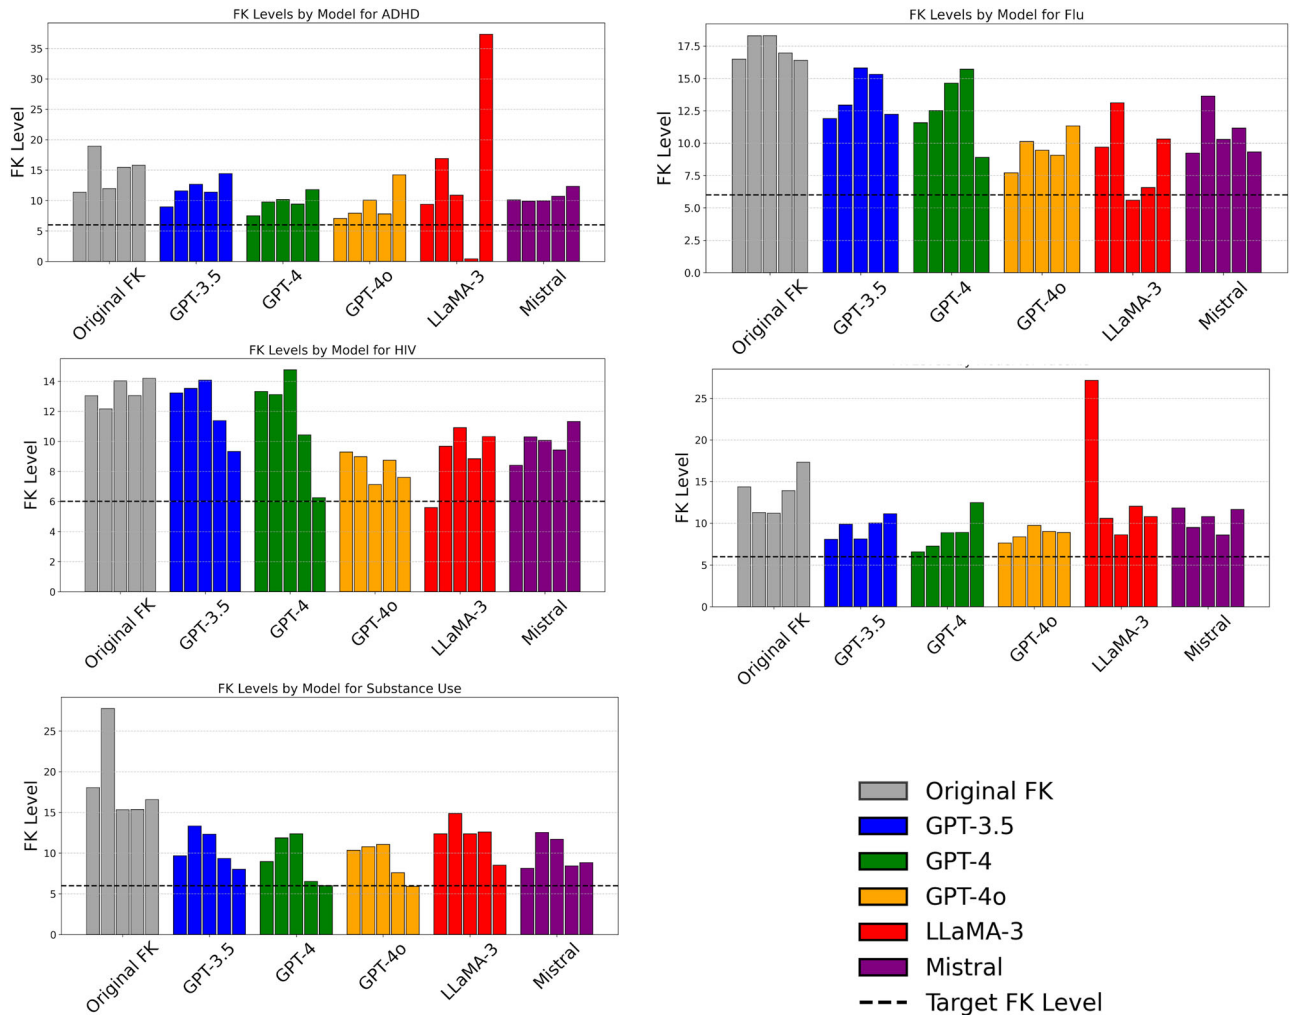 FK Levels by Model for ADHD
FK Level
35
30
25
20
15
10
5
0
Original FK
GPT-3.5
GPT-4
GPT-4o
LLaMA-3
Mistral
FK Levels by Model for Flu
FK Level
17.5
15.0
12.5
10.0
7.5
5.0
2.5
0.0
Original FK
GPT-3.5
GPT-4
GPT-4o
LLaMA-3
Mistral
FK Levels by Model for HIV
FK Level
14
12
10
8
6
4
2
0
Original FK
GPT-3.5
GPT-4
GPT-4o
LLaMA-3
Mistral
FK Level
25
20
15
10
5
0
Original FK
GPT-3.5
GPT-4
GPT-4o
LLaMA-3
Mistral
FK Levels by Model for Substance Use
FK Level
25
20
15
10
5
0
Original FK
GPT-3.5
GPT-4
GPT-4o
LLaMA-3
Mistral
Original FK
GPT-3.5
GPT-4
GPT-4o
LLaMA-3
Mistral
Target FK Level